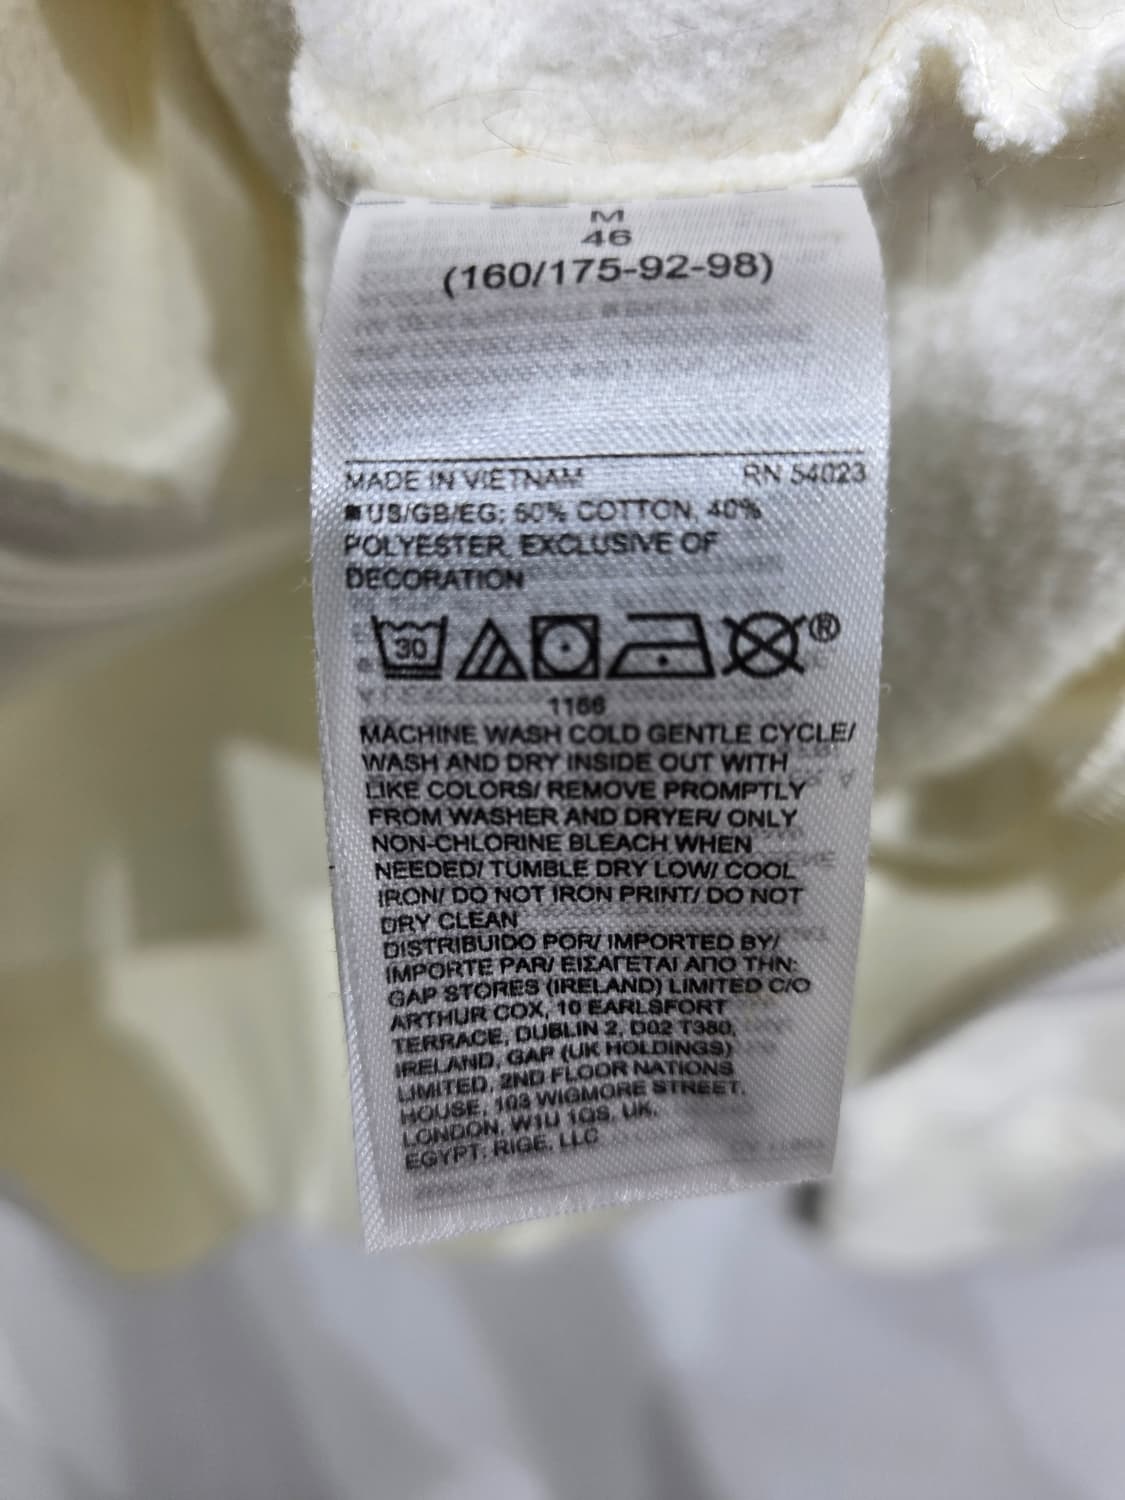 M
46
(160/175-92-98)
MADE IN VIETNAM RN 54023
US/GB/EG: 60% COTTON, 40%
POLYESTER, EXCLUSIVE OF
DECORATION
30 ®
1166
MACHINE WASH COLD GENTLE CYCLE/
WASH AND DRY INSIDE OUT WITH
LIKE COLORS/ REMOVE PROMPTLY
FROM WASHER AND DRYER/ ONLY
NON-CHLORINE BLEACH WHEN
NEEDED/ TUMBLE DRY LOW/ COOL
IRON/ DO NOT IRON PRINT/ DO NOT
DRY CLEAN
DISTRIBUIDO POR/ IMPORTED BY/
IMPORTE PAR/ ΕΙΣΑΓΕΤΑΙ ΑΠΟ ΤΗΝ:
GAP STORES (IRELAND) LIMITED C/O
ARTHUR COX, 10 EARLSFORT
TERRACE, DUBLIN 2, D02 T380,
IRELAND, GAP (UK HOLDINGS)
LIMITED, 2ND FLOOR NATIONS
HOUSE, 103 WIGMORE STREET,
LONDON, W1U 1QS, UK.
EGYPT: RIGE, LLC